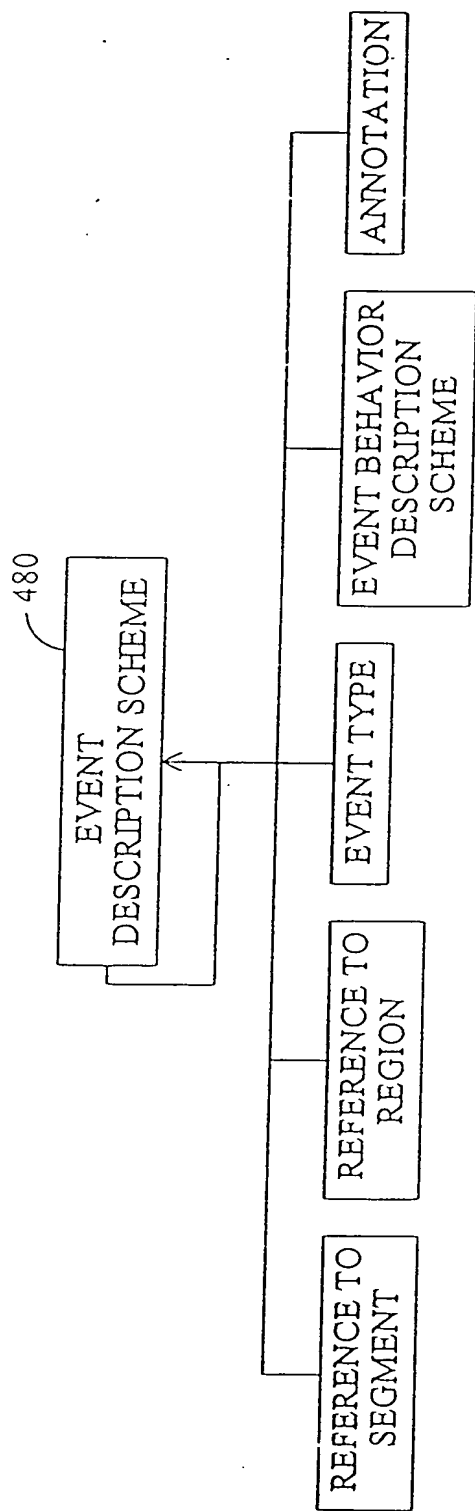 480
EVENT
DESCRIPTION SCHEME
REFERENCE TO
SEGMENT
REFERENCE TO
REGION
EVENT TYPE
EVENT BEHAVIOR
DESCRIPTION
SCHEME
ANNOTATION